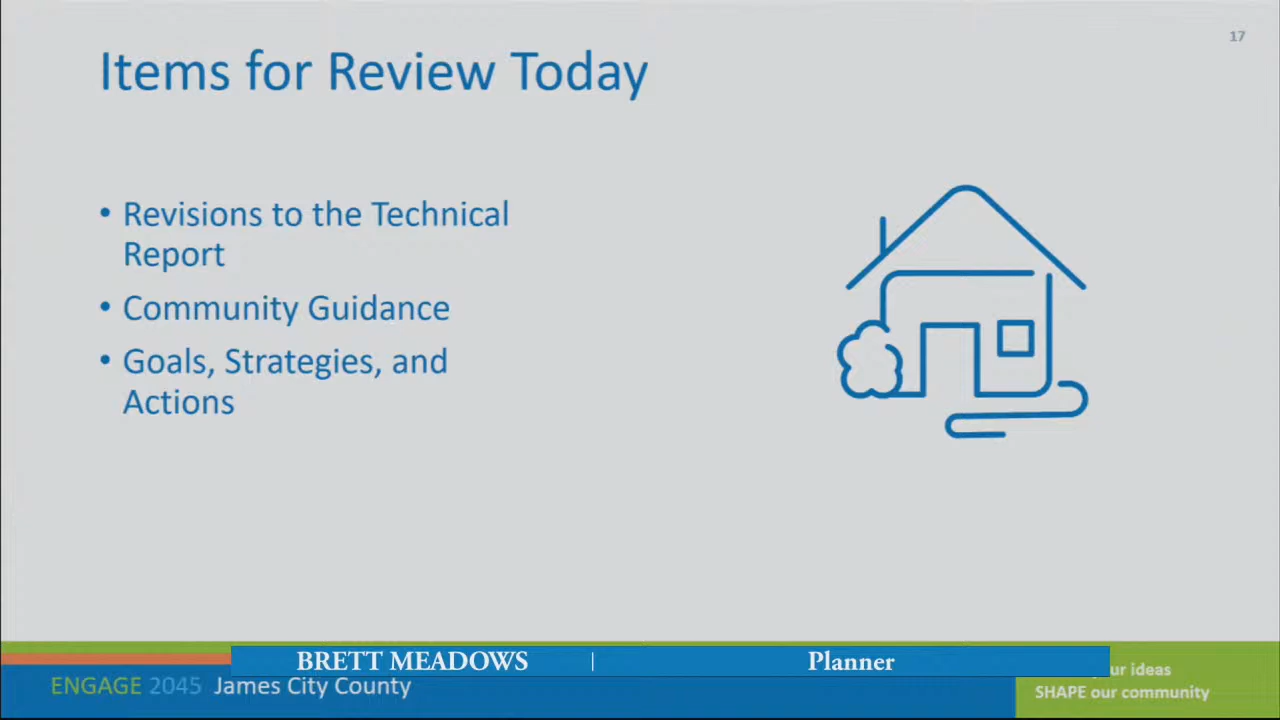 17
Items for Review Today
• Revisions to the Technical
Report
• Community Guidance
• Goals, Strategies, and
Actions
BRETT MEADOWS | Planner
ideas
ENGAGE 2045 James City County
SHAPE our community